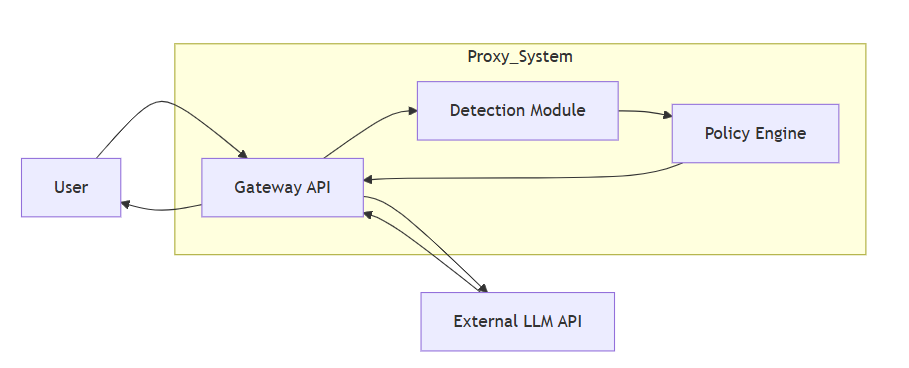 Proxy_System
Detection Module
Policy Engine
User
Gateway API
External LLM API